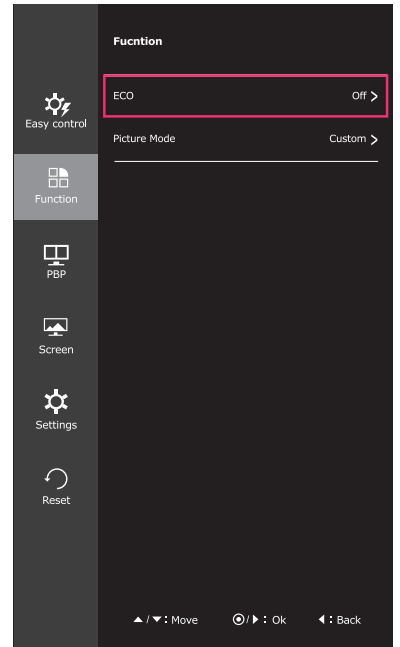 Fucntion
ECO Off >
Picture Mode Custom >
Easy control
Function
PBP
Screen
Settings
Reset
▲/▼: Move ⦿/▶: Ok ◀: Back